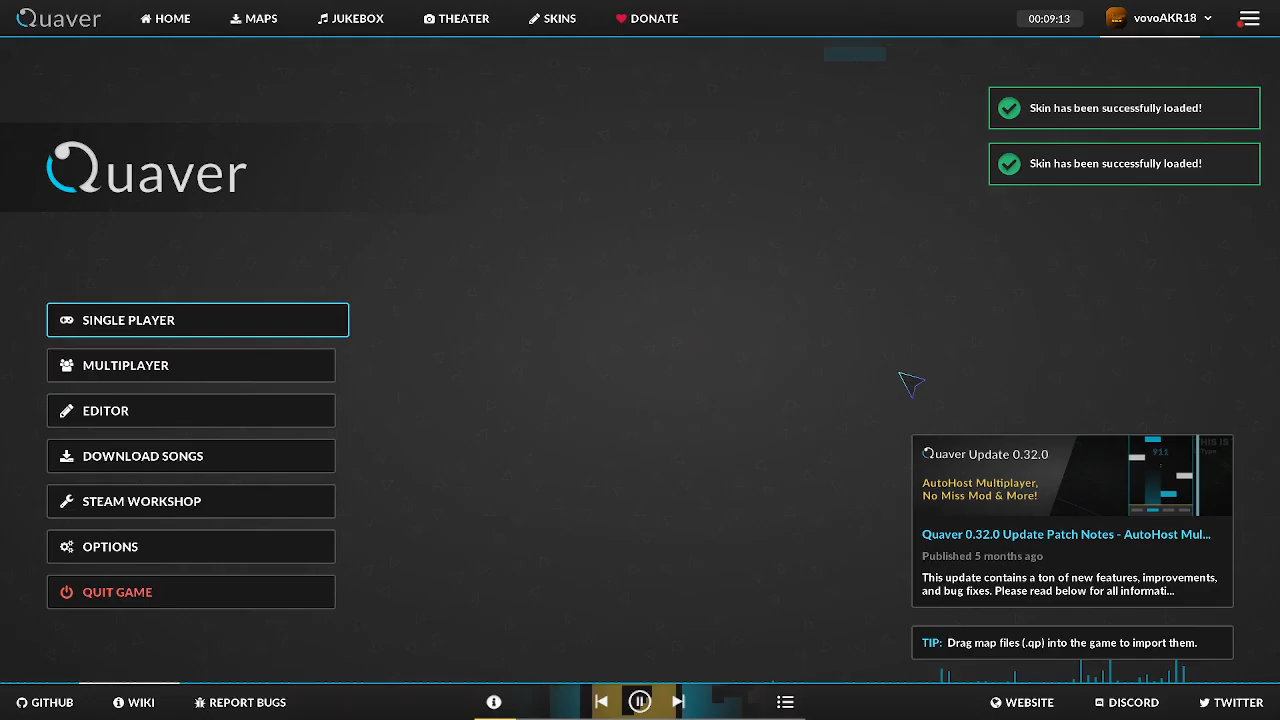 Quaver HOME MAPS JUKEBOX THEATER SKINS DONATE 00:09:13 vovoAKR18
Skin has been successfully loaded!
Skin has been successfully loaded!
Quaver
SINGLE PLAYER
MULTIPLAYER
EDITOR
DOWNLOAD SONGS
STEAM WORKSHOP
OPTIONS
QUIT GAME
Quaver Update 0.32.0
AutoHost Multiplayer,
No Miss Mod & More!
911
THIS IS
Type
Quaver 0.32.0 Update Patch Notes - AutoHost Mul...
Published 5 months ago
This update contains a ton of new features, improvements,
and bug fixes. Please read below for all informati...
TIP: Drag map files (.qp) into the game to import them.
GITHUB WIKI REPORT BUGS WEBSITE DISCORD TWITTER